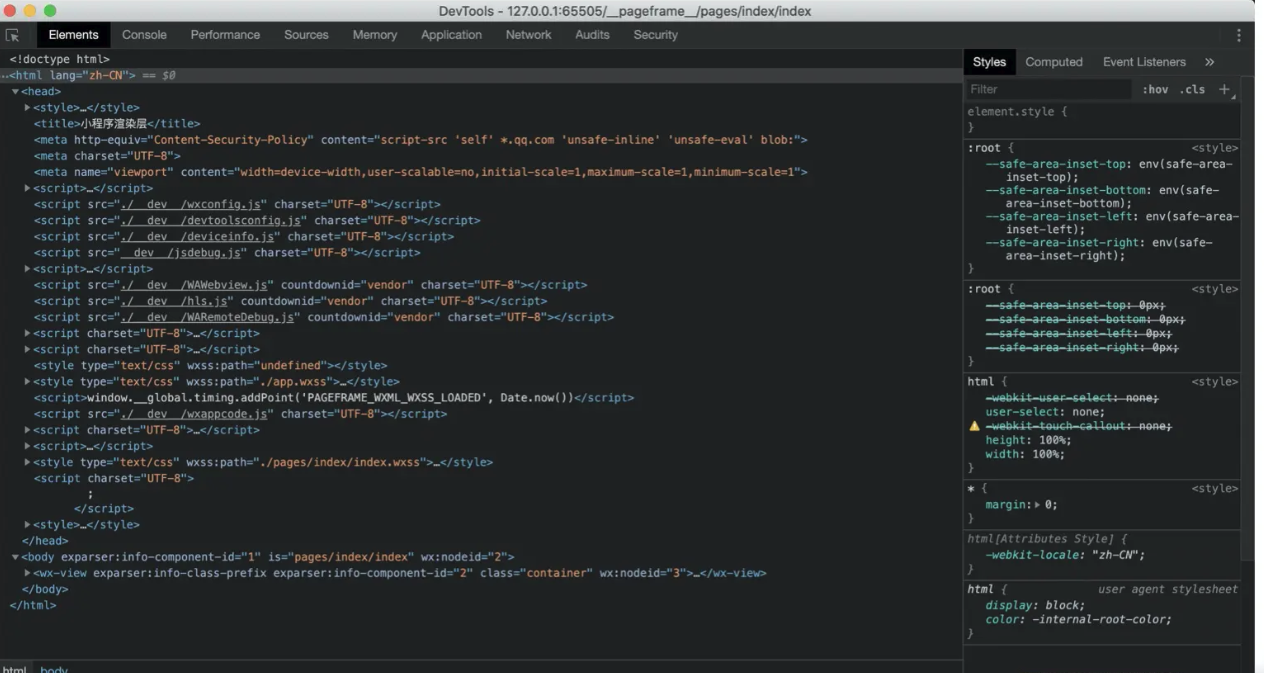 DevTools - 127.0.0.1:65505/__pageframe__/pages/index/index
Elements Console Performance Sources Memory Application Network Audits Security
<!doctype html>
<html lang="zh-CN"> == $0
<head>
<style>…</style>
<title>小程序渲染层</title>
<meta http-equiv="Content-Security-Policy" content="script-src 'self' *.qq.com 'unsafe-inline' 'unsafe-eval' blob:">
<meta charset="UTF-8">
<meta name="viewport" content="width=device-width,user-scalable=no,initial-scale=1,maximum-scale=1,minimum-scale=1">
<script>…</script>
<script src="./__dev__/wxconfig.js" charset="UTF-8"></script>
<script src="./__dev__/devtoolsconfig.js" charset="UTF-8"></script>
<script src="./__dev__/deviceinfo.js" charset="UTF-8"></script>
<script src="__dev__/jsdebug.js" charset="UTF-8"></script>
<script>…</script>
<script src="./__dev__/WAWebview.js" countdownid="vendor" charset="UTF-8"></script>
<script src="./__dev__/hls.js" countdownid="vendor" charset="UTF-8"></script>
<script src="./__dev__/WARemoteDebug.js" countdownid="vendor" charset="UTF-8"></script>
<script charset="UTF-8">…</script>
<script charset="UTF-8">…</script>
<style type="text/css" wxss:path="undefined"></style>
<style type="text/css" wxss:path="./app.wxss">…</style>
<script>window.__global.timing.addPoint('PAGEFRAME_WXML_WXSS_LOADED', Date.now())</script>
<script src="./__dev__/wxappcode.js" charset="UTF-8"></script>
<script charset="UTF-8">…</script>
<script>…</script>
<style type="text/css" wxss:path="./pages/index/index.wxss">…</style>
<script charset="UTF-8">
;
</script>
<style>…</style>
</head>
<body exparser:info-component-id="1" is="pages/index/index" wx:nodeid="2">
<wx-view exparser:info-class-prefix exparser:info-component-id="2" class="container" wx:nodeid="3">…</wx-view>
</body>
</html>
html body
Styles Computed Event Listeners »
Filter :hov .cls +
element.style {
}
:root { <style>
--safe-area-inset-top: env(safe-area-
inset-top);
--safe-area-inset-bottom: env(safe-
area-inset-bottom);
--safe-area-inset-left: env(safe-area-
inset-left);
--safe-area-inset-right: env(safe-
area-inset-right);
}
:root { <style>
--safe-area-inset-top: 0px;
--safe-area-inset-bottom: 0px;
--safe-area-inset-left: 0px;
--safe-area-inset-right: 0px;
}
html { <style>
-webkit-user-select: none;
user-select: none;
-webkit-touch-callout: none;
height: 100%;
width: 100%;
}
* { <style>
margin: 0;
}
html[Attributes Style] {
-webkit-locale: "zh-CN";
}
html { user agent stylesheet
display: block;
color: -internal-root-color;
}